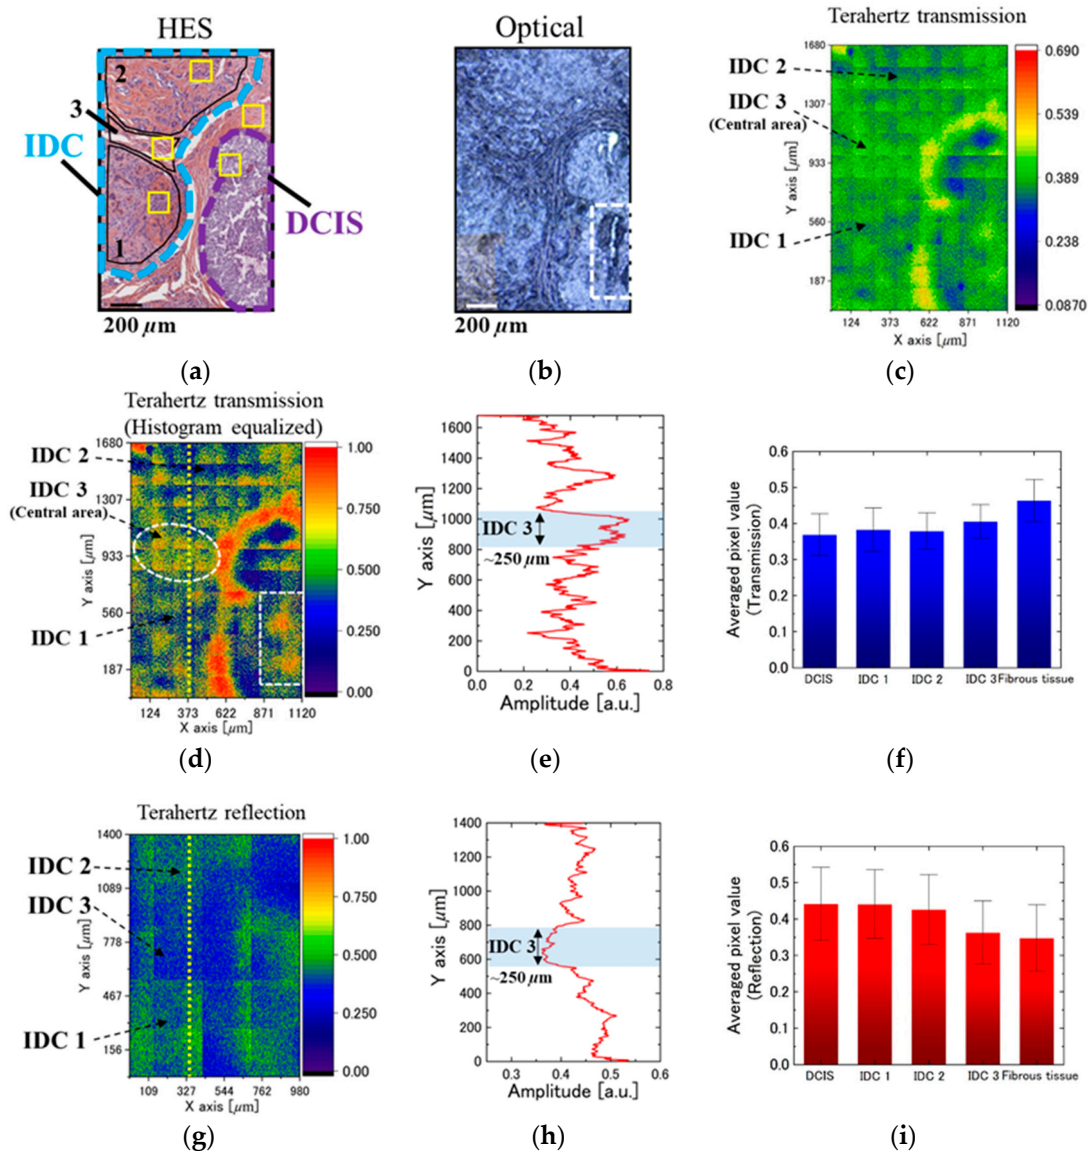 HES
2
3
IDC
DCIS
1
200 µm
(a)
Optical
200 µm
(b)
Terahertz transmission
IDC 2
IDC 3
(Central area)
IDC 1
Y axis [µm]
1680
1307
933
560
187
124 373 622 871 1120
X axis [µm]
0.690
0.540
0.389
0.238
0.0870
(c)
Terahertz transmission
(Histogram equalized)
IDC 2
IDC 3
(Central area)
IDC 1
Y axis [µm]
1680
1307
933
560
187
124 373 622 871 1120
X axis [µm]
1.00
0.750
0.500
0.250
0.00
(d)
Y axis [µm]
1600
1400
1200
1000
800
600
400
200
0
IDC 3
~250 µm
0.0 0.2 0.4 0.6 0.8
Amplitude [a.u.]
(e)
Averaged pixel value
(Transmission)
0.6
0.5
0.4
0.3
0.2
0.1
0.0
DCIS IDC 1 IDC 2 IDC 3 Fibrous tissue
(f)
Terahertz reflection
IDC 2
IDC 3
IDC 1
Y axis [µm]
1400
1089
778
467
156
109 327 544 762 980
X axis [µm]
1.00
0.750
0.500
0.250
0.00
(g)
Y axis [µm]
1400
1200
1000
800
600
400
200
0
IDC 3
~250 µm
0.3 0.4 0.5 0.6
Amplitude [a.u.]
(h)
Averaged pixel value
(Reflection)
0.6
0.5
0.4
0.3
0.2
0.1
0.0
DCIS IDC 1 IDC 2 IDC 3 Fibrous tissue
(i)